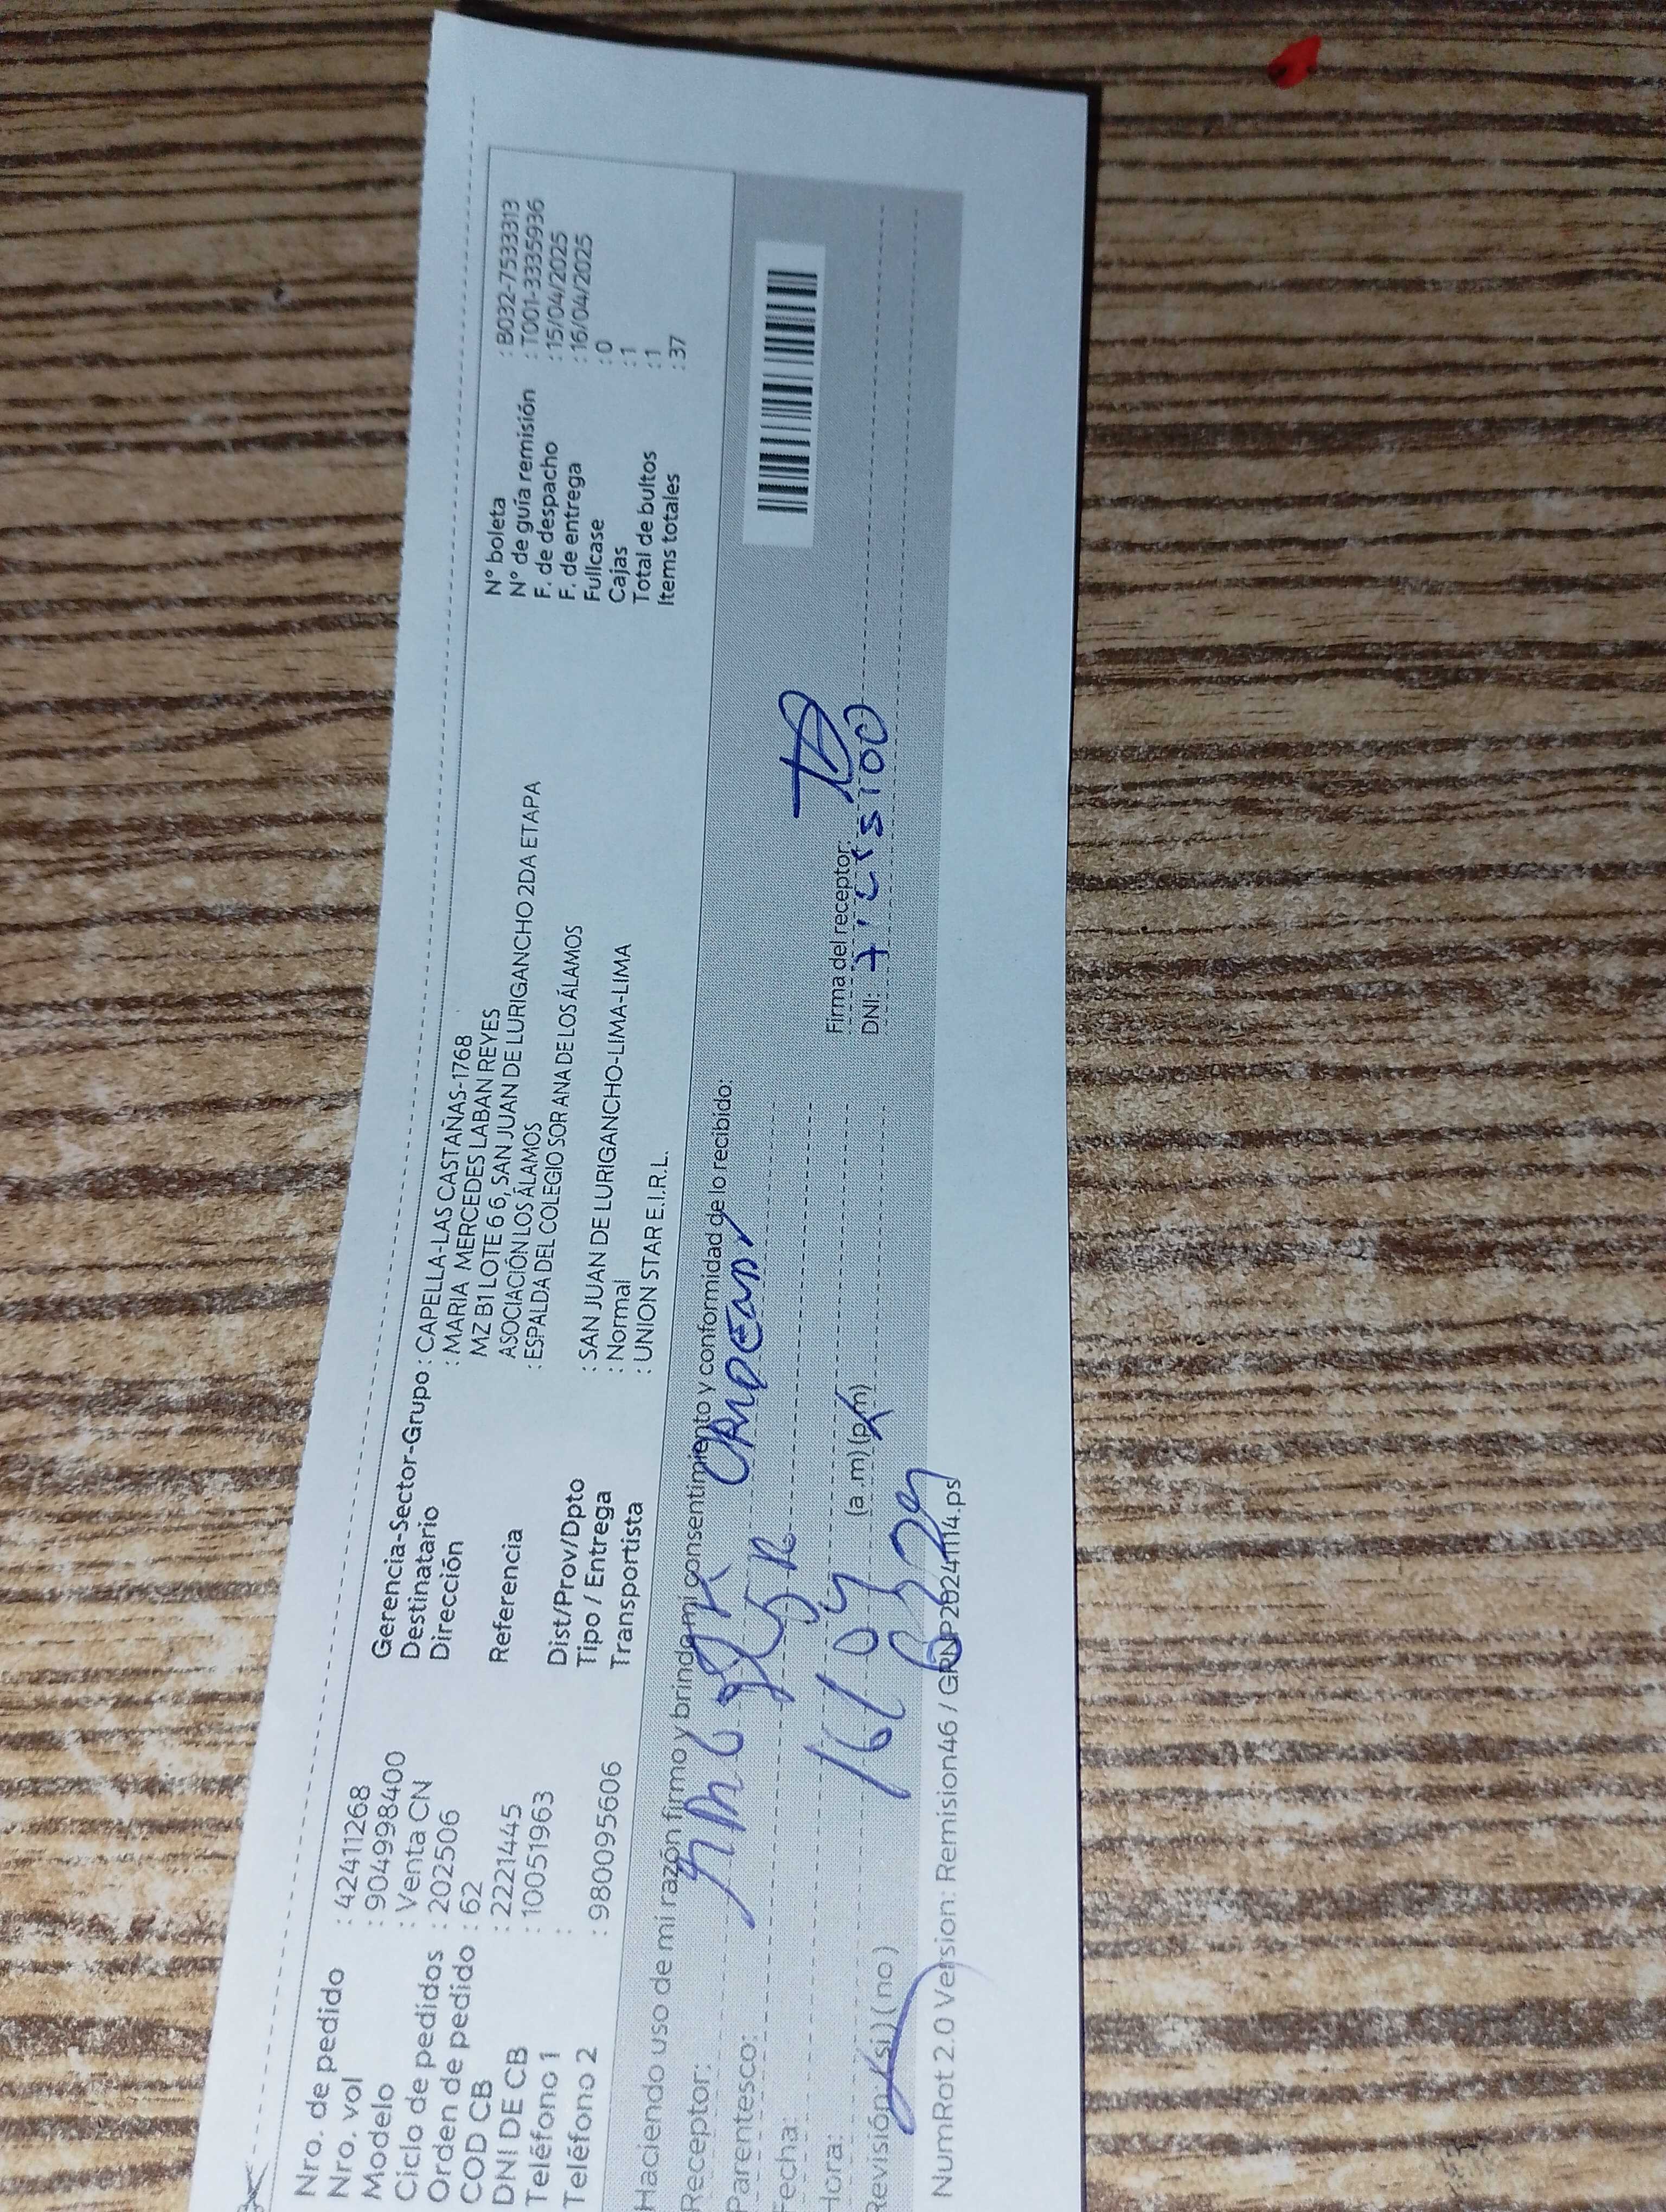 Nro. de pedido : 42411268
Nro. vol : 9049998400
Modelo : Venta CN
Ciclo de pedidos : 202506
Orden de pedido : 62
COD CB : 22221445
DNI DE CB : 10051963
Teléfono 1 :
Teléfono 2 : 980095606
Gerencia-Sector-Grupo : CAPELLA-LAS CASTAÑAS-1768
Destinatario : MARIA MERCEDES LABAN REYES
Dirección MZ B1 LOTE 6 6, SAN JUAN DE LURIGANCHO 2DA ETAPA
ASOCIACIÓN LOS ÁLAMOS
Referencia : ESPALDA DEL COLEGIO SOR ANA DE LOS ÁLAMOS
Dist/Prov/Dpto : SAN JUAN DE LURIGANCHO-LIMA-LIMA
Tipo / Entrega : Normal
Transportista : UNION STAR E.I.R.L.
N° boleta : B032-7533313
N° de guía remisión : T001-3335936
F. de despacho : 15/04/2025
F. de entrega : 16/04/2025
Fullcase : 0
Cajas : 1
Total de bultos : 1
Items totales : 37
Haciendo uso de mi razón firmo y brindo mi consentimiento y conformidad de lo recibido:
Receptor:
Parentesco:
Fecha: 16/04
Hora: (a.m) (pm)
Revisión: (si) (no)
Firma del receptor:
DNI:
NumRot 2.0 Version: Remision46 / GRNP20241114.ps